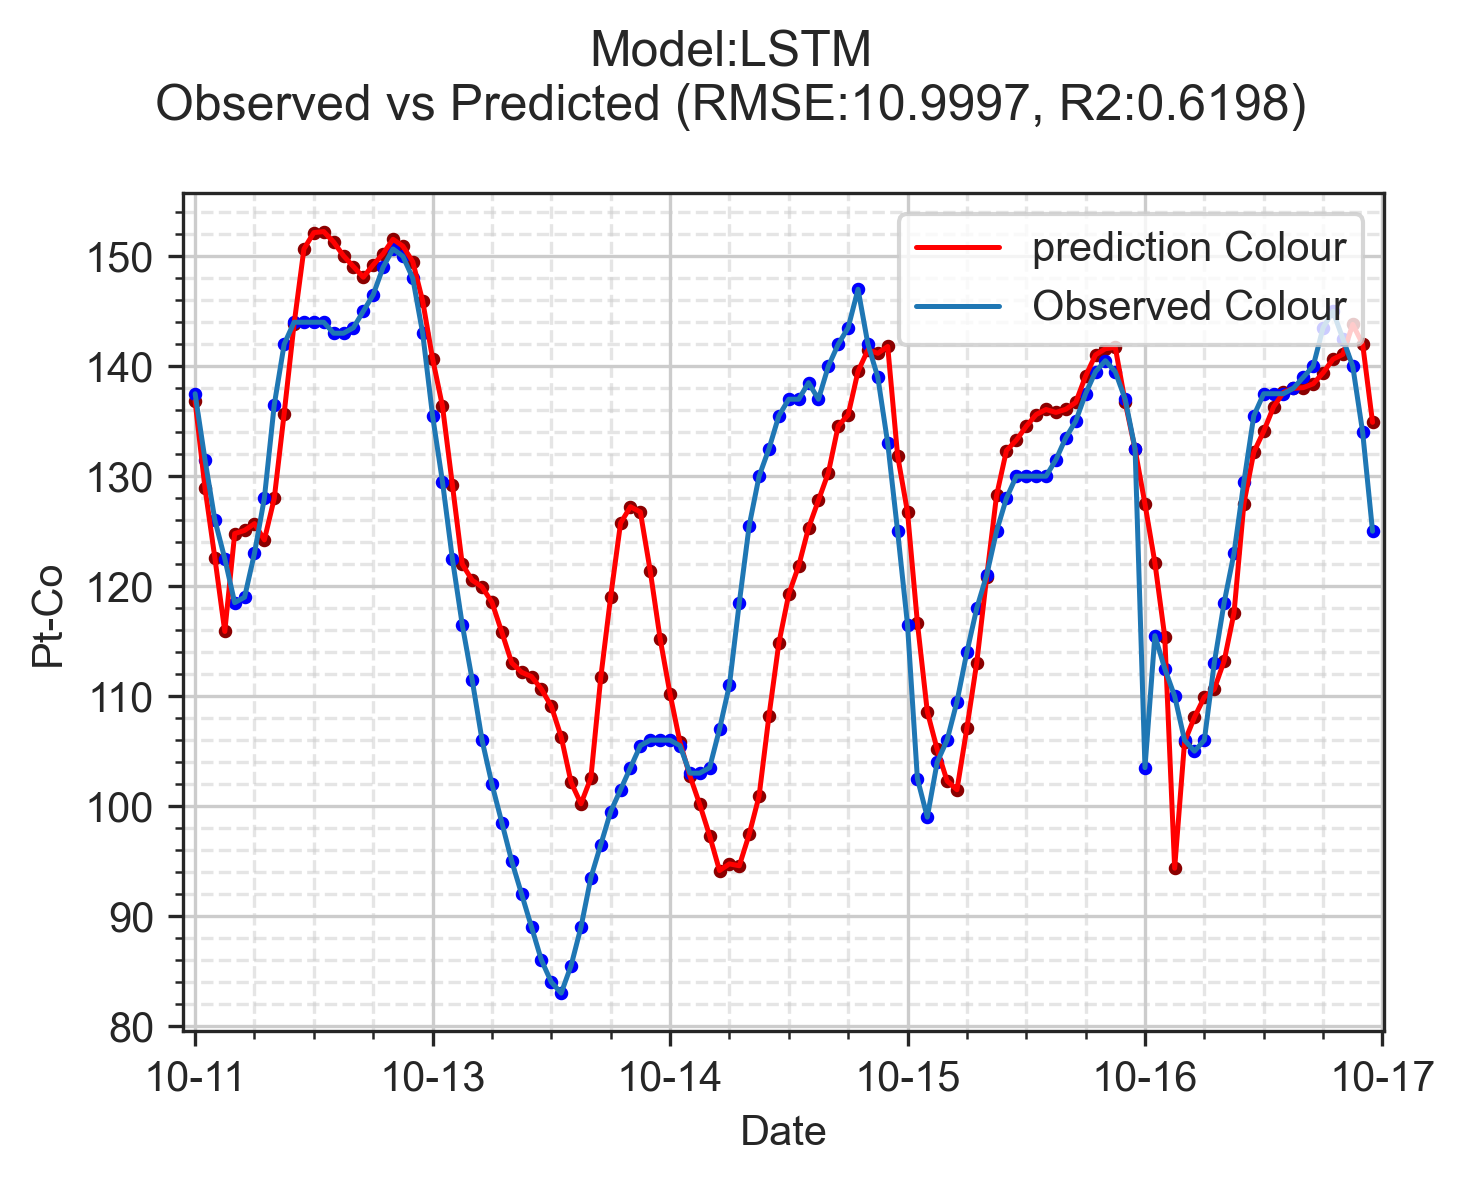 Model:LSTM
Observed vs Predicted (RMSE:10.9997, R2:0.6198)
prediction Colour
Observed Colour
150
140
130
120
110
100
90
80
Pt-Co
10-11 10-13 10-14 10-15 10-16 10-17
Date